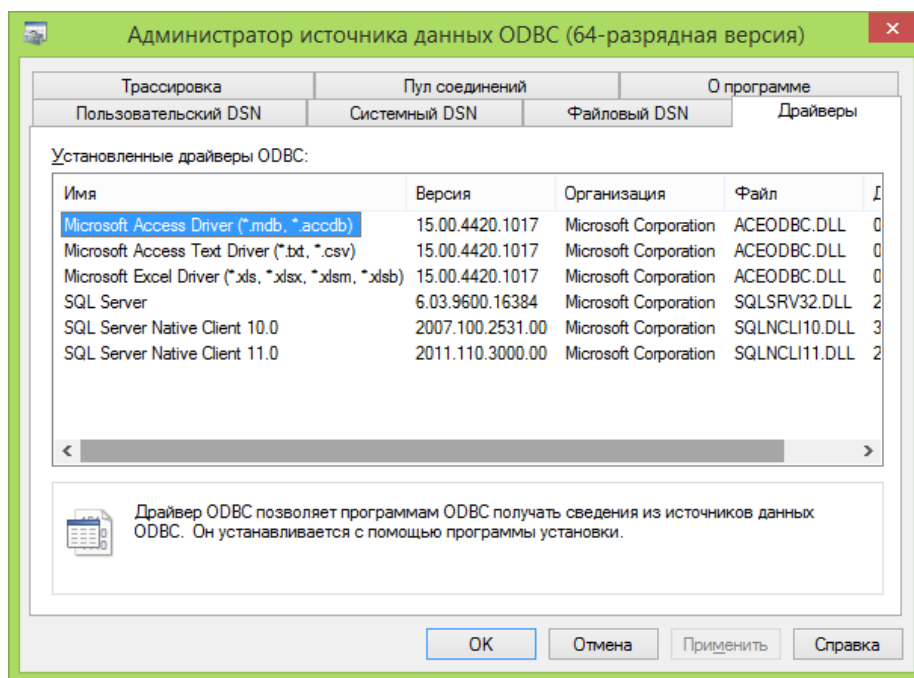 Администратор источника данных ODBC (64-разрядная версия)
Трассировка Пул соединений О программе
Пользовательский DSN Системный DSN Файловый DSN Драйверы
Установленные драйверы ODBC:
Имя Версия Организация Файл Д
Microsoft Access Driver (*.mdb, *.accdb) 15.00.4420.1017 Microsoft Corporation ACEODBC.DLL 0
Microsoft Access Text Driver (*.txt, *.csv) 15.00.4420.1017 Microsoft Corporation ACEODBC.DLL 0
Microsoft Excel Driver (*.xls, *.xlsx, *.xlsm, *.xlsb) 15.00.4420.1017 Microsoft Corporation ACEODBC.DLL 0
SQL Server 6.03.9600.16384 Microsoft Corporation SQLSRV32.DLL 2
SQL Server Native Client 10.0 2007.100.2531.00 Microsoft Corporation SQLNCLI10.DLL 3
SQL Server Native Client 11.0 2011.110.3000.00 Microsoft Corporation SQLNCLI11.DLL 2
Драйвер ODBC позволяет программам ODBC получать сведения из источников данных
ODBC. Он устанавливается с помощью программы установки.
OK Отмена Применить Справка